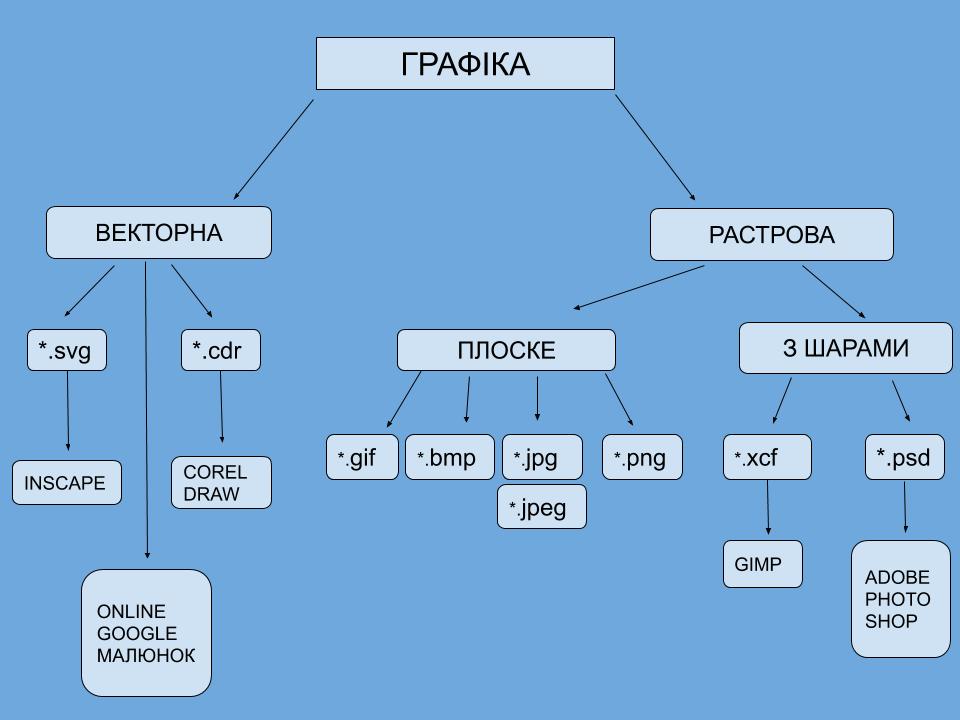 ГРАФІКА
ВЕКТОРНА
РАСТРОВА
*.svg
*.cdr
ПЛОСКЕ
З ШАРАМИ
*.gif
*.bmp
*.jpg
*.png
*.xcf
*.psd
*.jpeg
INSCAPE
COREL
DRAW
GIMP
ADOBE
PHOTO
SHOP
ONLINE
GOOGLE
МАЛЮНОК